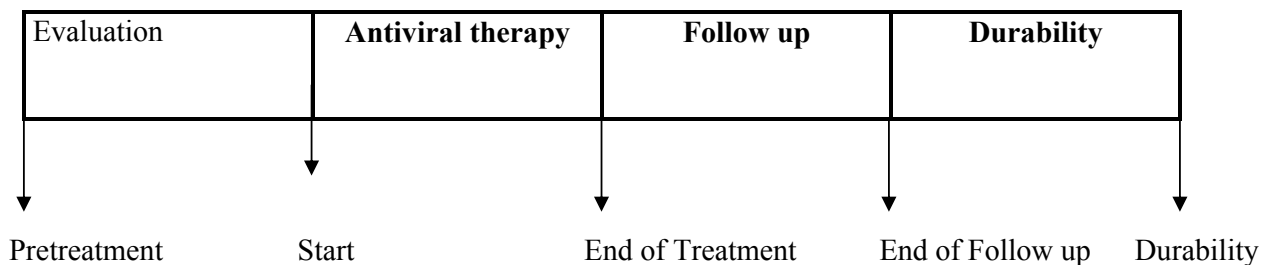 Evaluation Antiviral therapy Follow up Durability
Pretreatment Start End of Treatment End of Follow up Durability